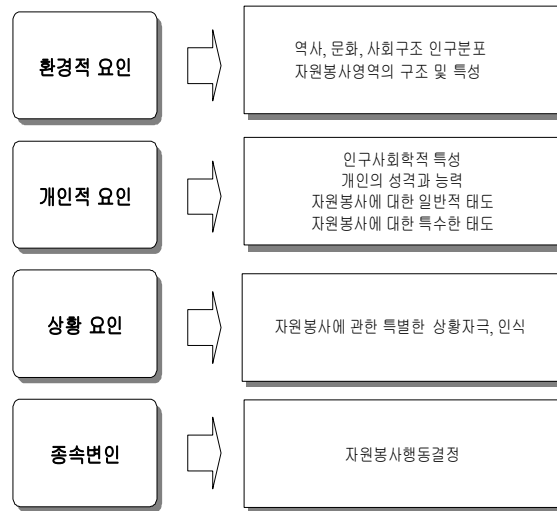 환경적 요인
역사, 문화, 사회구조 인구분포
자원봉사영역의 구조 및 특성
개인적 요인
인구사회학적 특성
개인의 성격과 능력
자원봉사에 대한 일반적 태도
자원봉사에 대한 특수한 태도
상황 요인
자원봉사에 관한 특별한 상황자극, 인식
종속변인
자원봉사행동결정